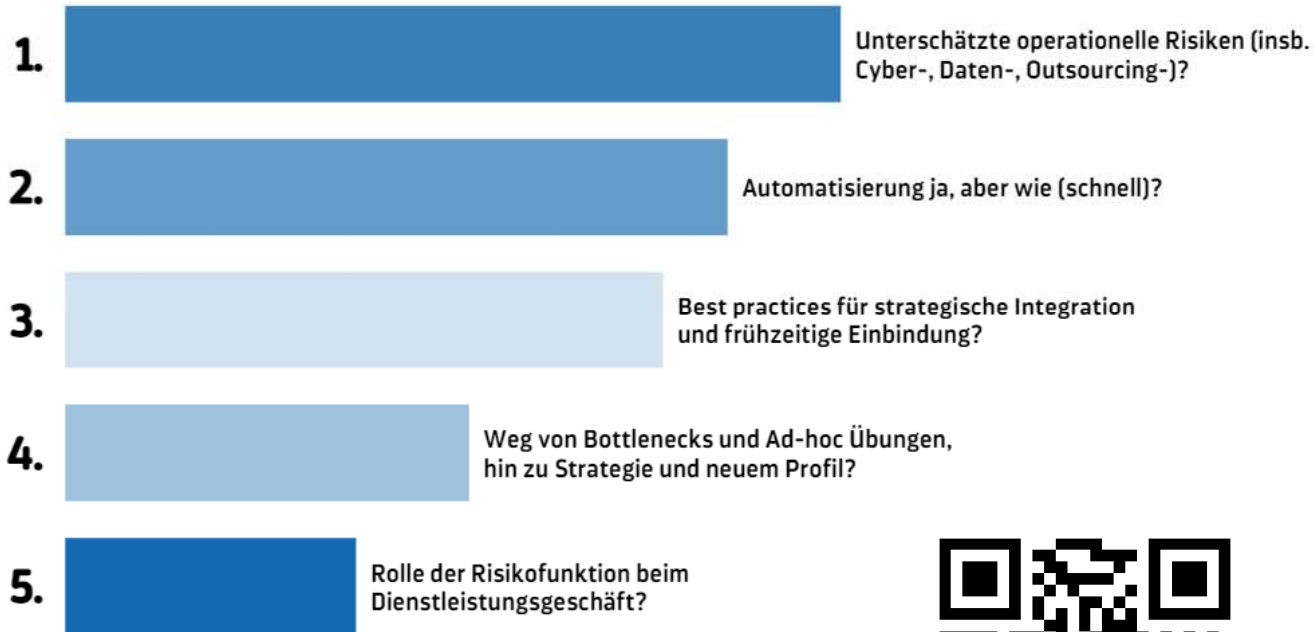 1.
Unterschätzte operationelle Risiken (insb.
Cyber-, Daten-, Outsourcing-)?
2.
Automatisierung ja, aber wie (schnell)?
3.
Best practices für strategische Integration
und frühzeitige Einbindung?
4.
Weg von Bottlenecks und Ad-hoc Übungen,
hin zu Strategie und neuem Profil?
5.
Rolle der Risikofunktion beim
Dienstleistungsgeschäft?